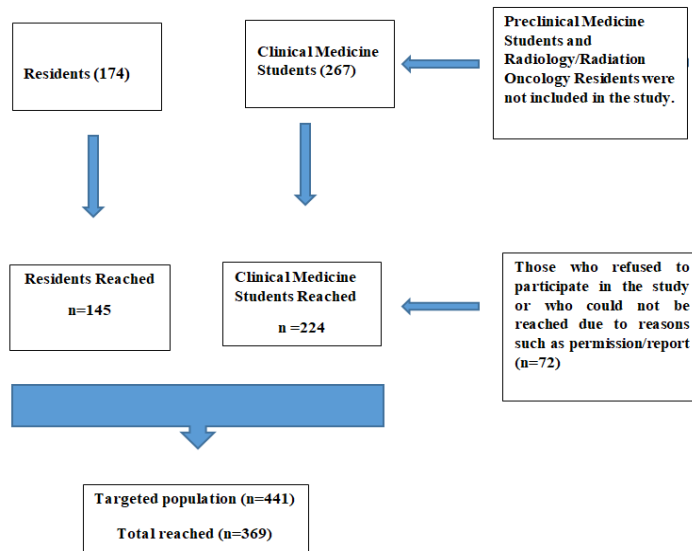 Residents (174)
Clinical Medicine
Students (267)
Preclinical Medicine
Students and
Radiology/Radiation
Oncology Residents were
not included in the study.
Residents Reached
n=145
Clinical Medicine
Students Reached
n =224
Those who refused to
participate in the study
or who could not be
reached due to reasons
such as permission/report
(n=72)
Targeted population (n=441)
Total reached (n=369)